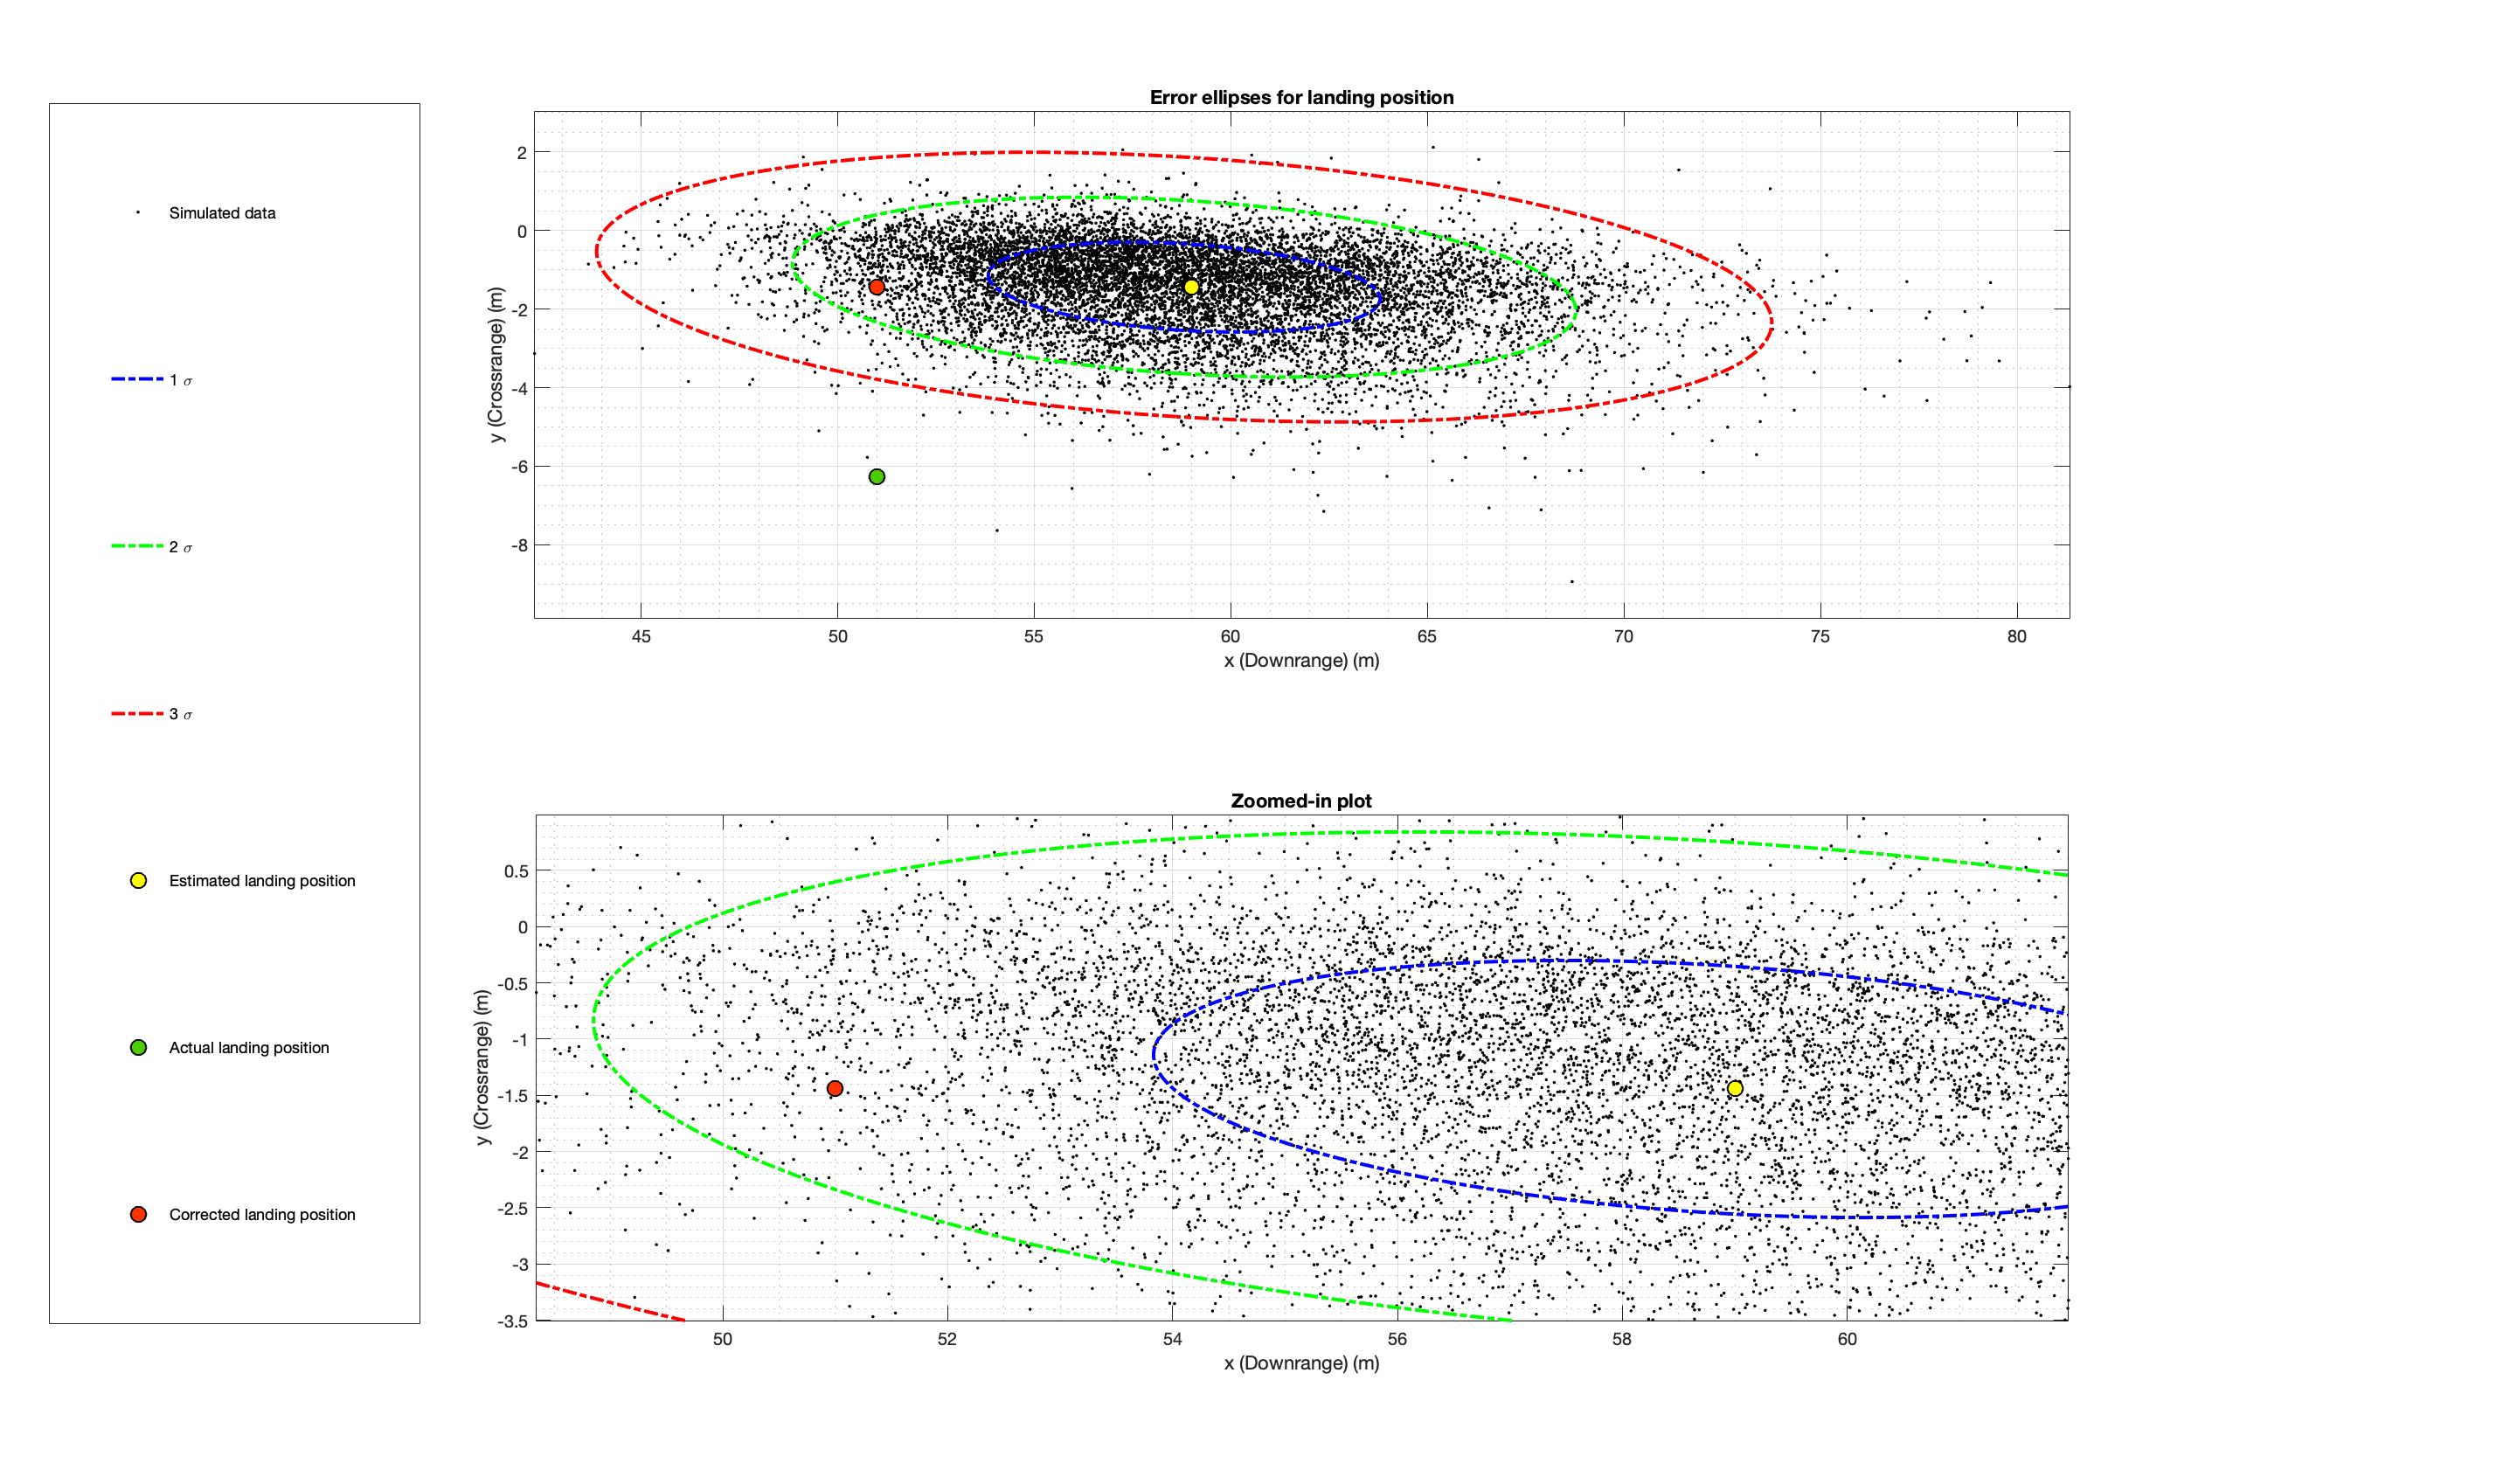 Simulated data
1 σ
2 σ
3 σ
Estimated landing position
Actual landing position
Corrected landing position
Error ellipses for landing position
y (Crossrange) (m)
2
0
-2
-4
-6
-8
45 50 55 60 65 70 75 80
x (Downrange) (m)
Zoomed-in plot
y (Crossrange) (m)
0.5
0
-0.5
-1
-1.5
-2
-2.5
-3
-3.5
50 52 54 56 58 60
x (Downrange) (m)